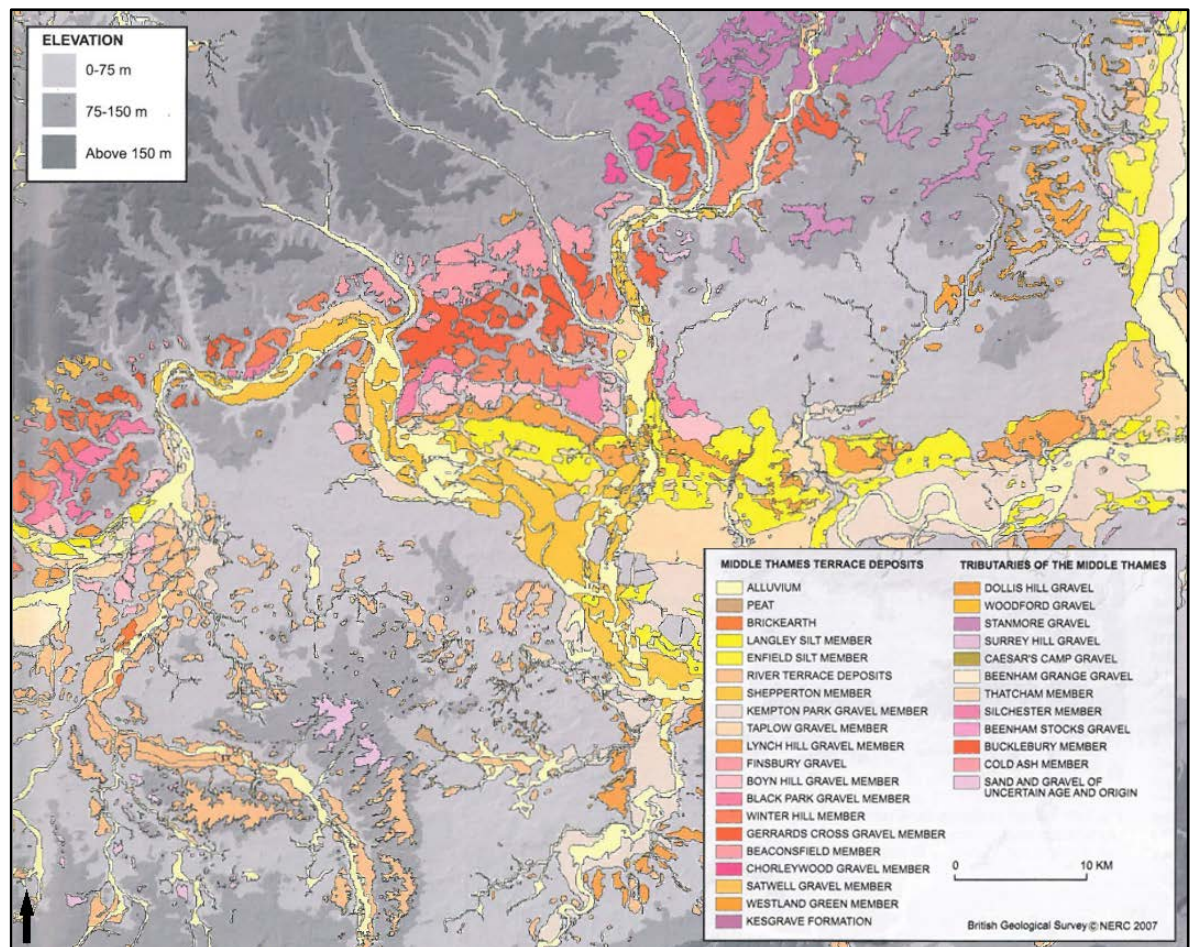 ELEVATION
0-75 m
75-150 m
Above 150 m
MIDDLE THAMES TERRACE DEPOSITS
ALLUVIUM
PEAT
BRICKEARTH
LANGLEY SILT MEMBER
ENFIELD SILT MEMBER
RIVER TERRACE DEPOSITS
SHEPPERTON MEMBER
KEMPTON PARK GRAVEL MEMBER
TAPLOW GRAVEL MEMBER
LYNCH HILL GRAVEL MEMBER
FINSBURY GRAVEL
BOYN HILL GRAVEL MEMBER
BLACK PARK GRAVEL MEMBER
WINTER HILL MEMBER
GERRARDS CROSS GRAVEL MEMBER
BEACONSFIELD MEMBER
CHORLEYWOOD GRAVEL MEMBER
SATWELL GRAVEL MEMBER
WESTLAND GREEN MEMBER
KESGRAVE FORMATION
TRIBUTARIES OF THE MIDDLE THAMES
DOLLIS HILL GRAVEL
WOODFORD GRAVEL
STANMORE GRAVEL
SURREY HILL GRAVEL
CAESAR'S CAMP GRAVEL
BEENHAM GRANGE GRAVEL
THATCHAM MEMBER
SILCHESTER MEMBER
BEENHAM STOCKS GRAVEL
BUCKLEBURY MEMBER
COLD ASH MEMBER
SAND AND GRAVEL OF
UNCERTAIN AGE AND ORIGIN
0 10 KM
British Geological Survey © NERC 2007